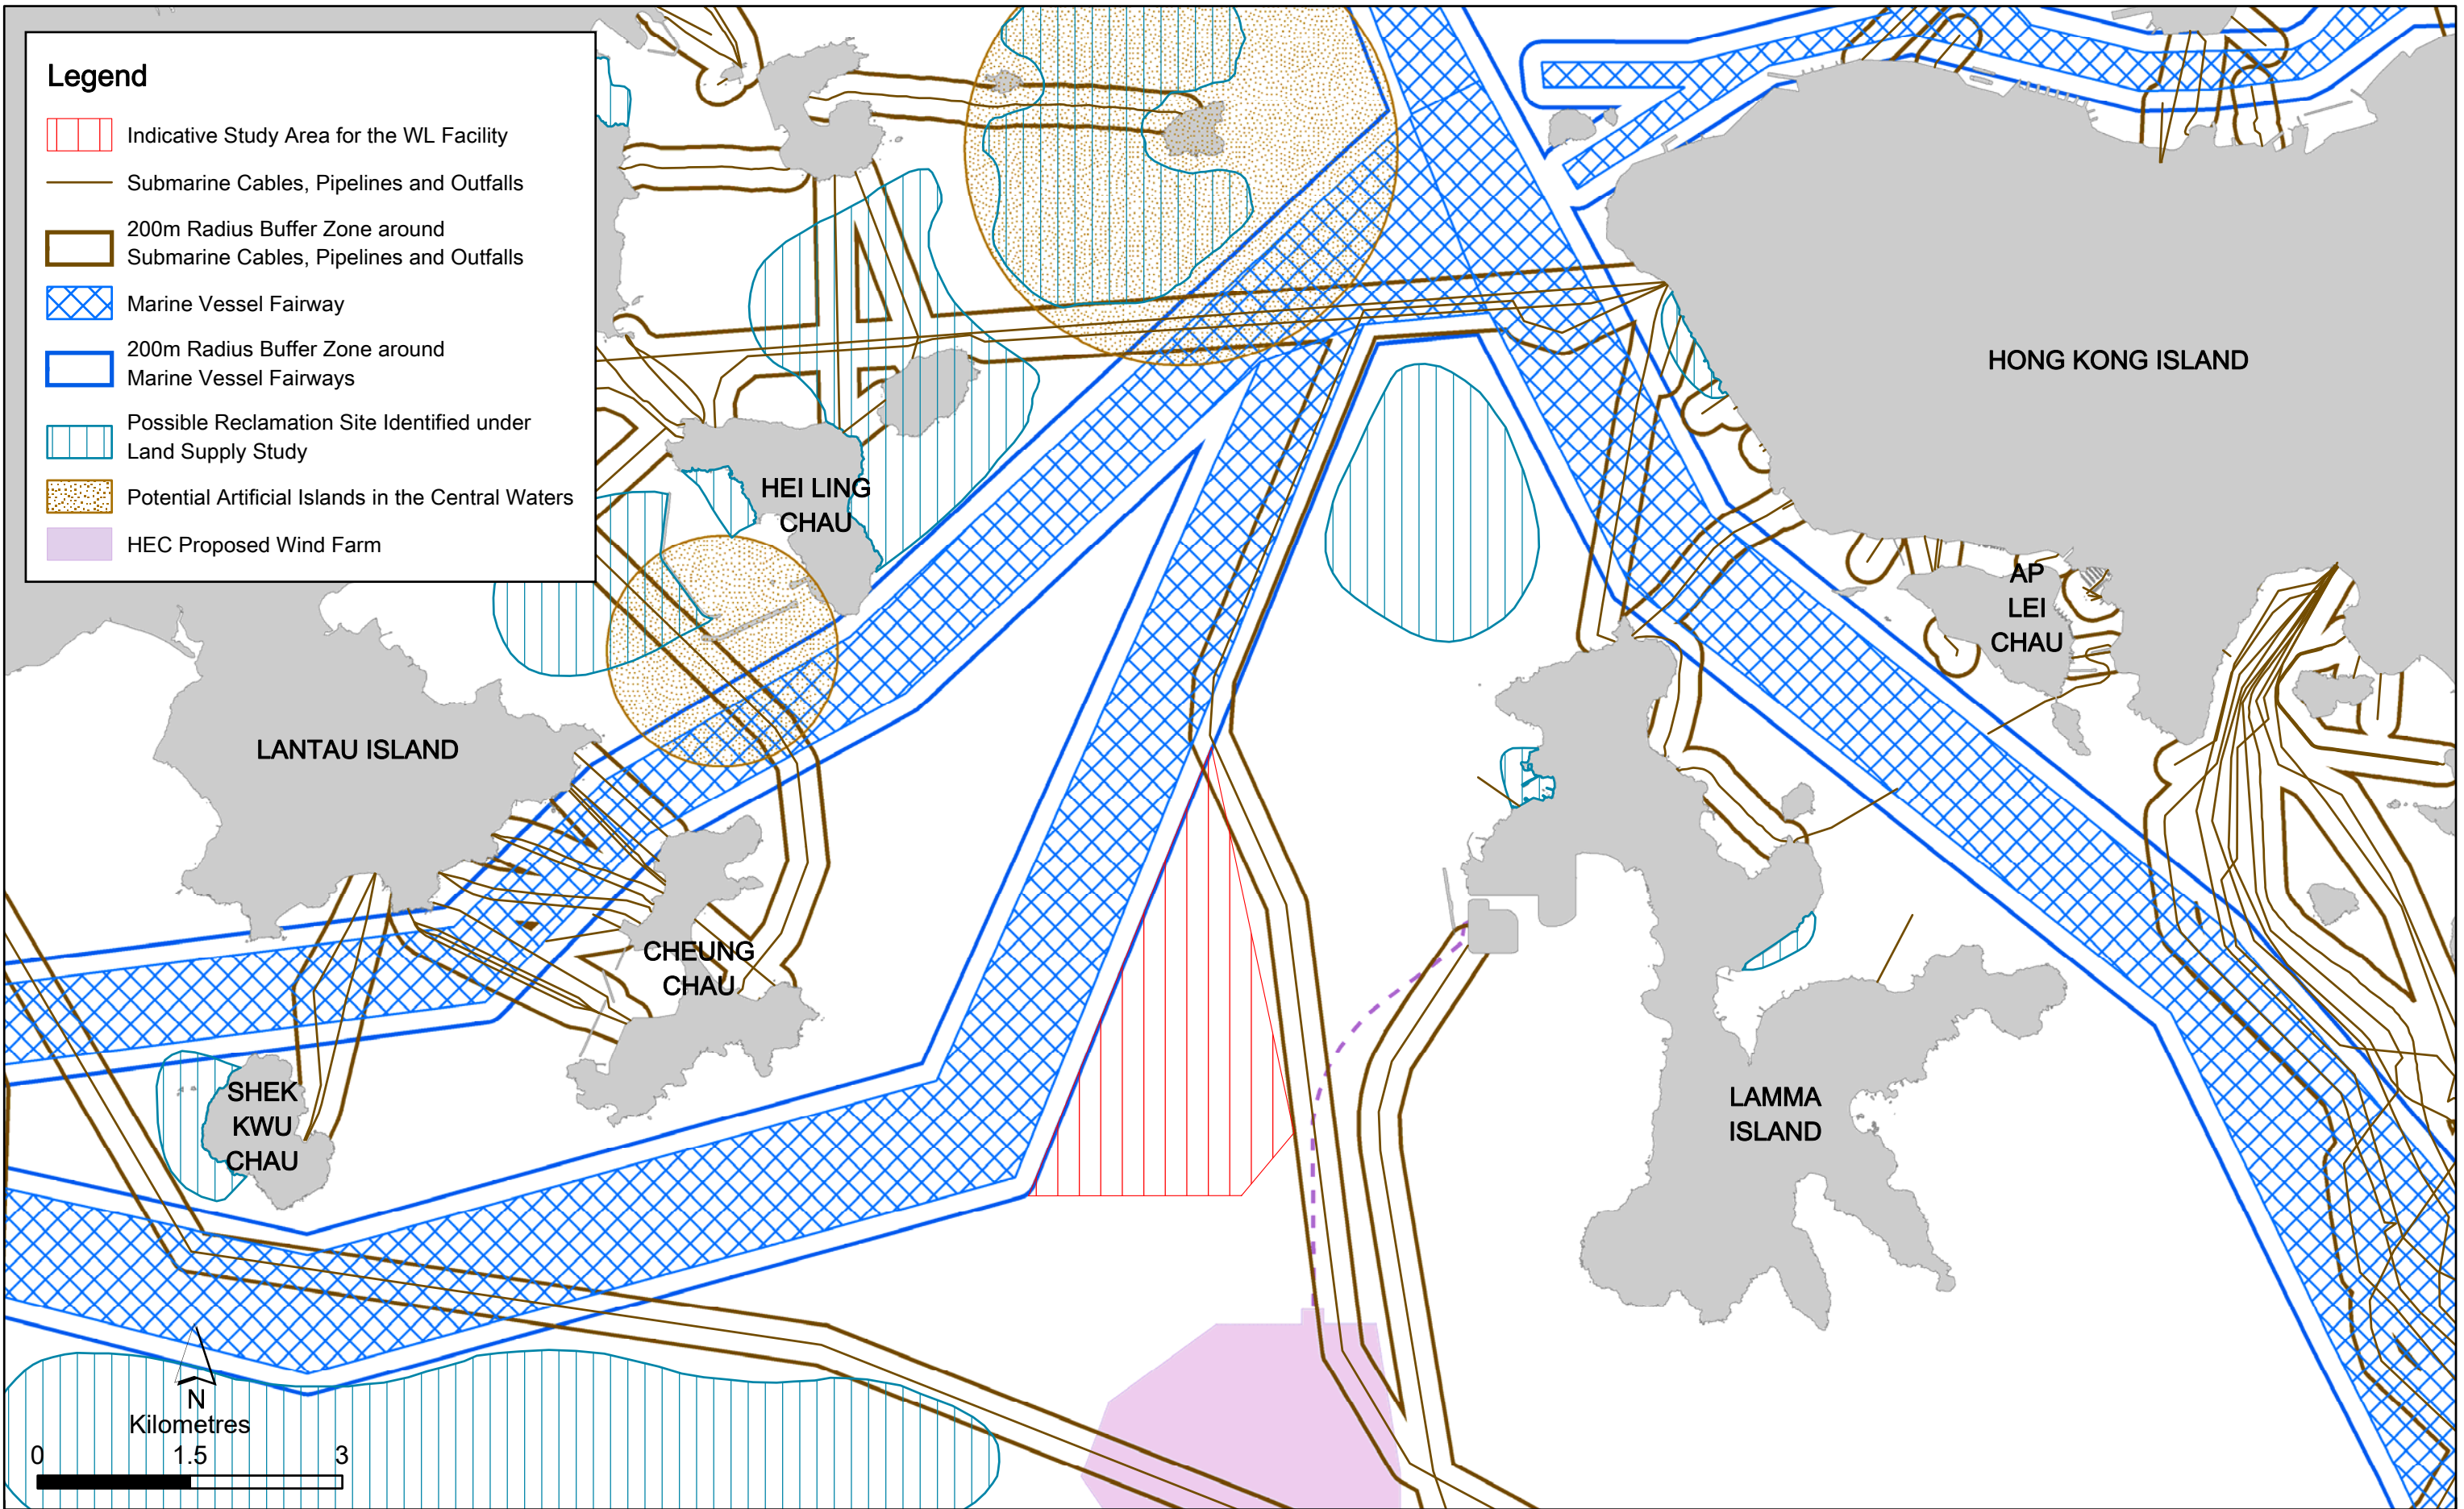 Legend
Indicative Study Area for the WL Facility
Submarine Cables, Pipelines and Outfalls
200m Radius Buffer Zone around
Submarine Cables, Pipelines and Outfalls
Marine Vessel Fairway
200m Radius Buffer Zone around
Marine Vessel Fairways
Possible Reclamation Site Identified under
Land Supply Study
Potential Artificial Islands in the Central Waters
HEC Proposed Wind Farm
HONG KONG ISLAND
HEI LING
CHAU
AP
LEI
CHAU
LANTAU ISLAND
CHEUNG
CHAU
SHEK
KWU
CHAU
LAMMA
ISLAND
N
Kilometres
0 1.5 3